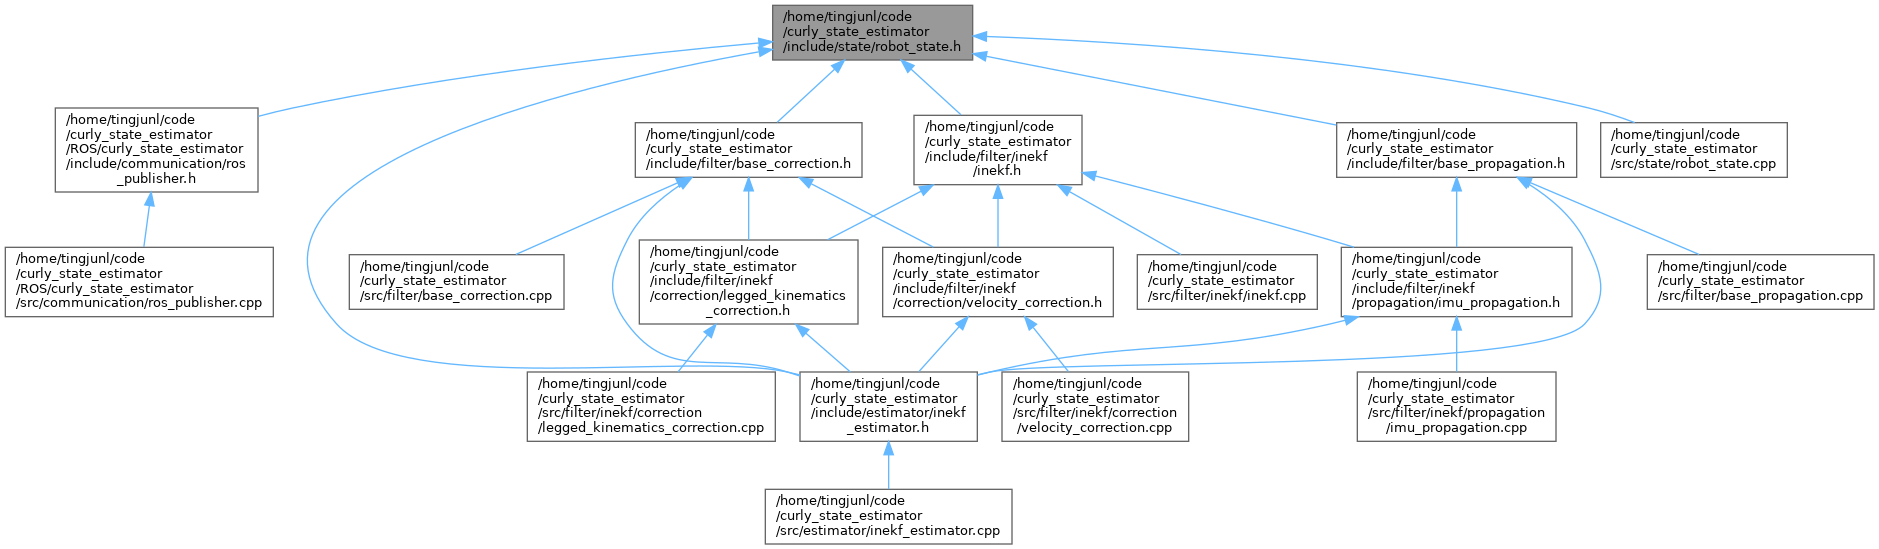 /home/tingjunl/code
/curly_state_estimator
/include/state/robot_state.h
/home/tingjunl/code
/curly_state_estimator
/ROS/curly_state_estimator
/include/communication/ros
_publisher.h
/home/tingjunl/code
/curly_state_estimator
/include/filter/base_correction.h
/home/tingjunl/code
/curly_state_estimator
/include/filter/inekf
/inekf.h
/home/tingjunl/code
/curly_state_estimator
/include/filter/base_propagation.h
/home/tingjunl/code
/curly_state_estimator
/src/state/robot_state.cpp
/home/tingjunl/code
/curly_state_estimator
/ROS/curly_state_estimator
/src/communication/ros_publisher.cpp
/home/tingjunl/code
/curly_state_estimator
/src/filter/base_correction.cpp
/home/tingjunl/code
/curly_state_estimator
/include/filter/inekf
/correction/legged_kinematics
_correction.h
/home/tingjunl/code
/curly_state_estimator
/include/filter/inekf
/correction/velocity_correction.h
/home/tingjunl/code
/curly_state_estimator
/src/filter/inekf/inekf.cpp
/home/tingjunl/code
/curly_state_estimator
/include/filter/inekf
/propagation/imu_propagation.h
/home/tingjunl/code
/curly_state_estimator
/src/filter/base_propagation.cpp
/home/tingjunl/code
/curly_state_estimator
/src/filter/inekf/correction
/legged_kinematics_correction.cpp
/home/tingjunl/code
/curly_state_estimator
/include/estimator/inekf
_estimator.h
/home/tingjunl/code
/curly_state_estimator
/src/filter/inekf/correction
/velocity_correction.cpp
/home/tingjunl/code
/curly_state_estimator
/src/filter/inekf/propagation
/imu_propagation.cpp
/home/tingjunl/code
/curly_state_estimator
/src/estimator/inekf_estimator.cpp